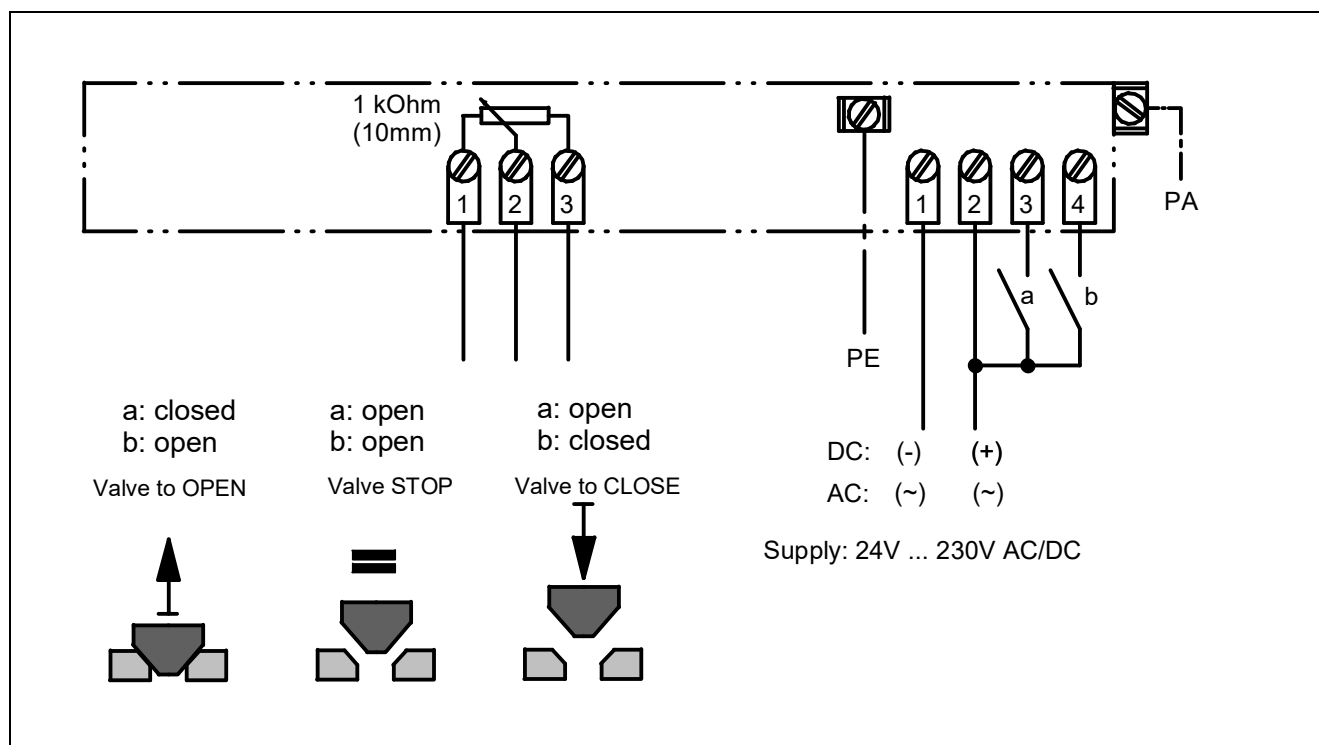 1 kOhm
(10mm)
1 2 3
1 2 3 4
PA
a b
PE
a: closed
b: open
Valve to OPEN
a: open
b: open
Valve STOP
a: open
b: closed
Valve to CLOSE
DC: (-) (+)
AC: (~) (~)
Supply: 24V ... 230V AC/DC